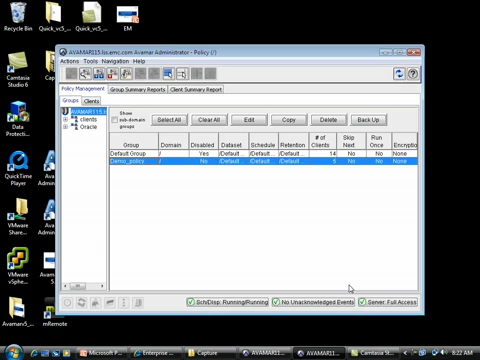 Recycle Bin
Quick_vc5_...
Quick_vc5_...
EM
AVAMAR115.lss.emc.com Avamar Administrator - Policy (/)
Actions Tools Navigation Help
Policy Management Group Summary Reports Client Summary Report
Groups Clients
AVAMAR115.l
clients
Oracle
Show sub-domain groups
Select All Clear All Edit Copy Delete Back Up
Group Domain Disabled Dataset Schedule Retention # of Clients Skip Next Run Once Encryptio
Default Group / Yes /Default ... /Default ... /Default ... 14 No No None
Demo_policy / No /Default ... /Default ... /Default ... 5 No No None
Sch/Disp: Running/Running
No Unacknowledged Events
Server: Full Access
Camtasia Studio 6
Data Protecti...
QuickTime Player
VMware Share...
VMware vSphe...
Avamarv5_...
mRemote
Microsoft P...
Enterprise ...
Capture
AVAMAR11...
AVAMAR11...
Camtasia St...
8:22 AM